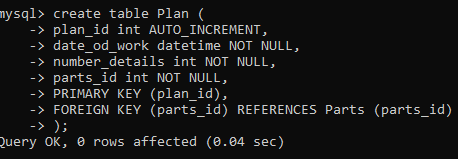 mysql> create table Plan (
-> plan_id int AUTO_INCREMENT,
-> date_od_work datetime NOT NULL,
-> number_details int NOT NULL,
-> parts_id int NOT NULL,
-> PRIMARY KEY (plan_id),
-> FOREIGN KEY (parts_id) REFERENCES Parts (parts_id)
-> );
Query OK, 0 rows affected (0.04 sec)